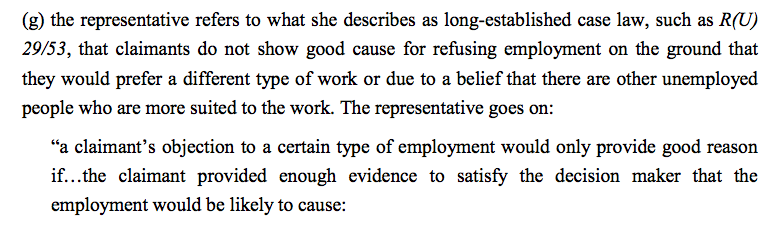 (g) the representative refers to what she describes as long-established case law, such as R(U)
29/53, that claimants do not show good cause for refusing employment on the ground that
they would prefer a different type of work or due to a belief that there are other unemployed
people who are more suited to the work. The representative goes on:
“a claimant’s objection to a certain type of employment would only provide good reason
if…the claimant provided enough evidence to satisfy the decision maker that the
employment would be likely to cause: